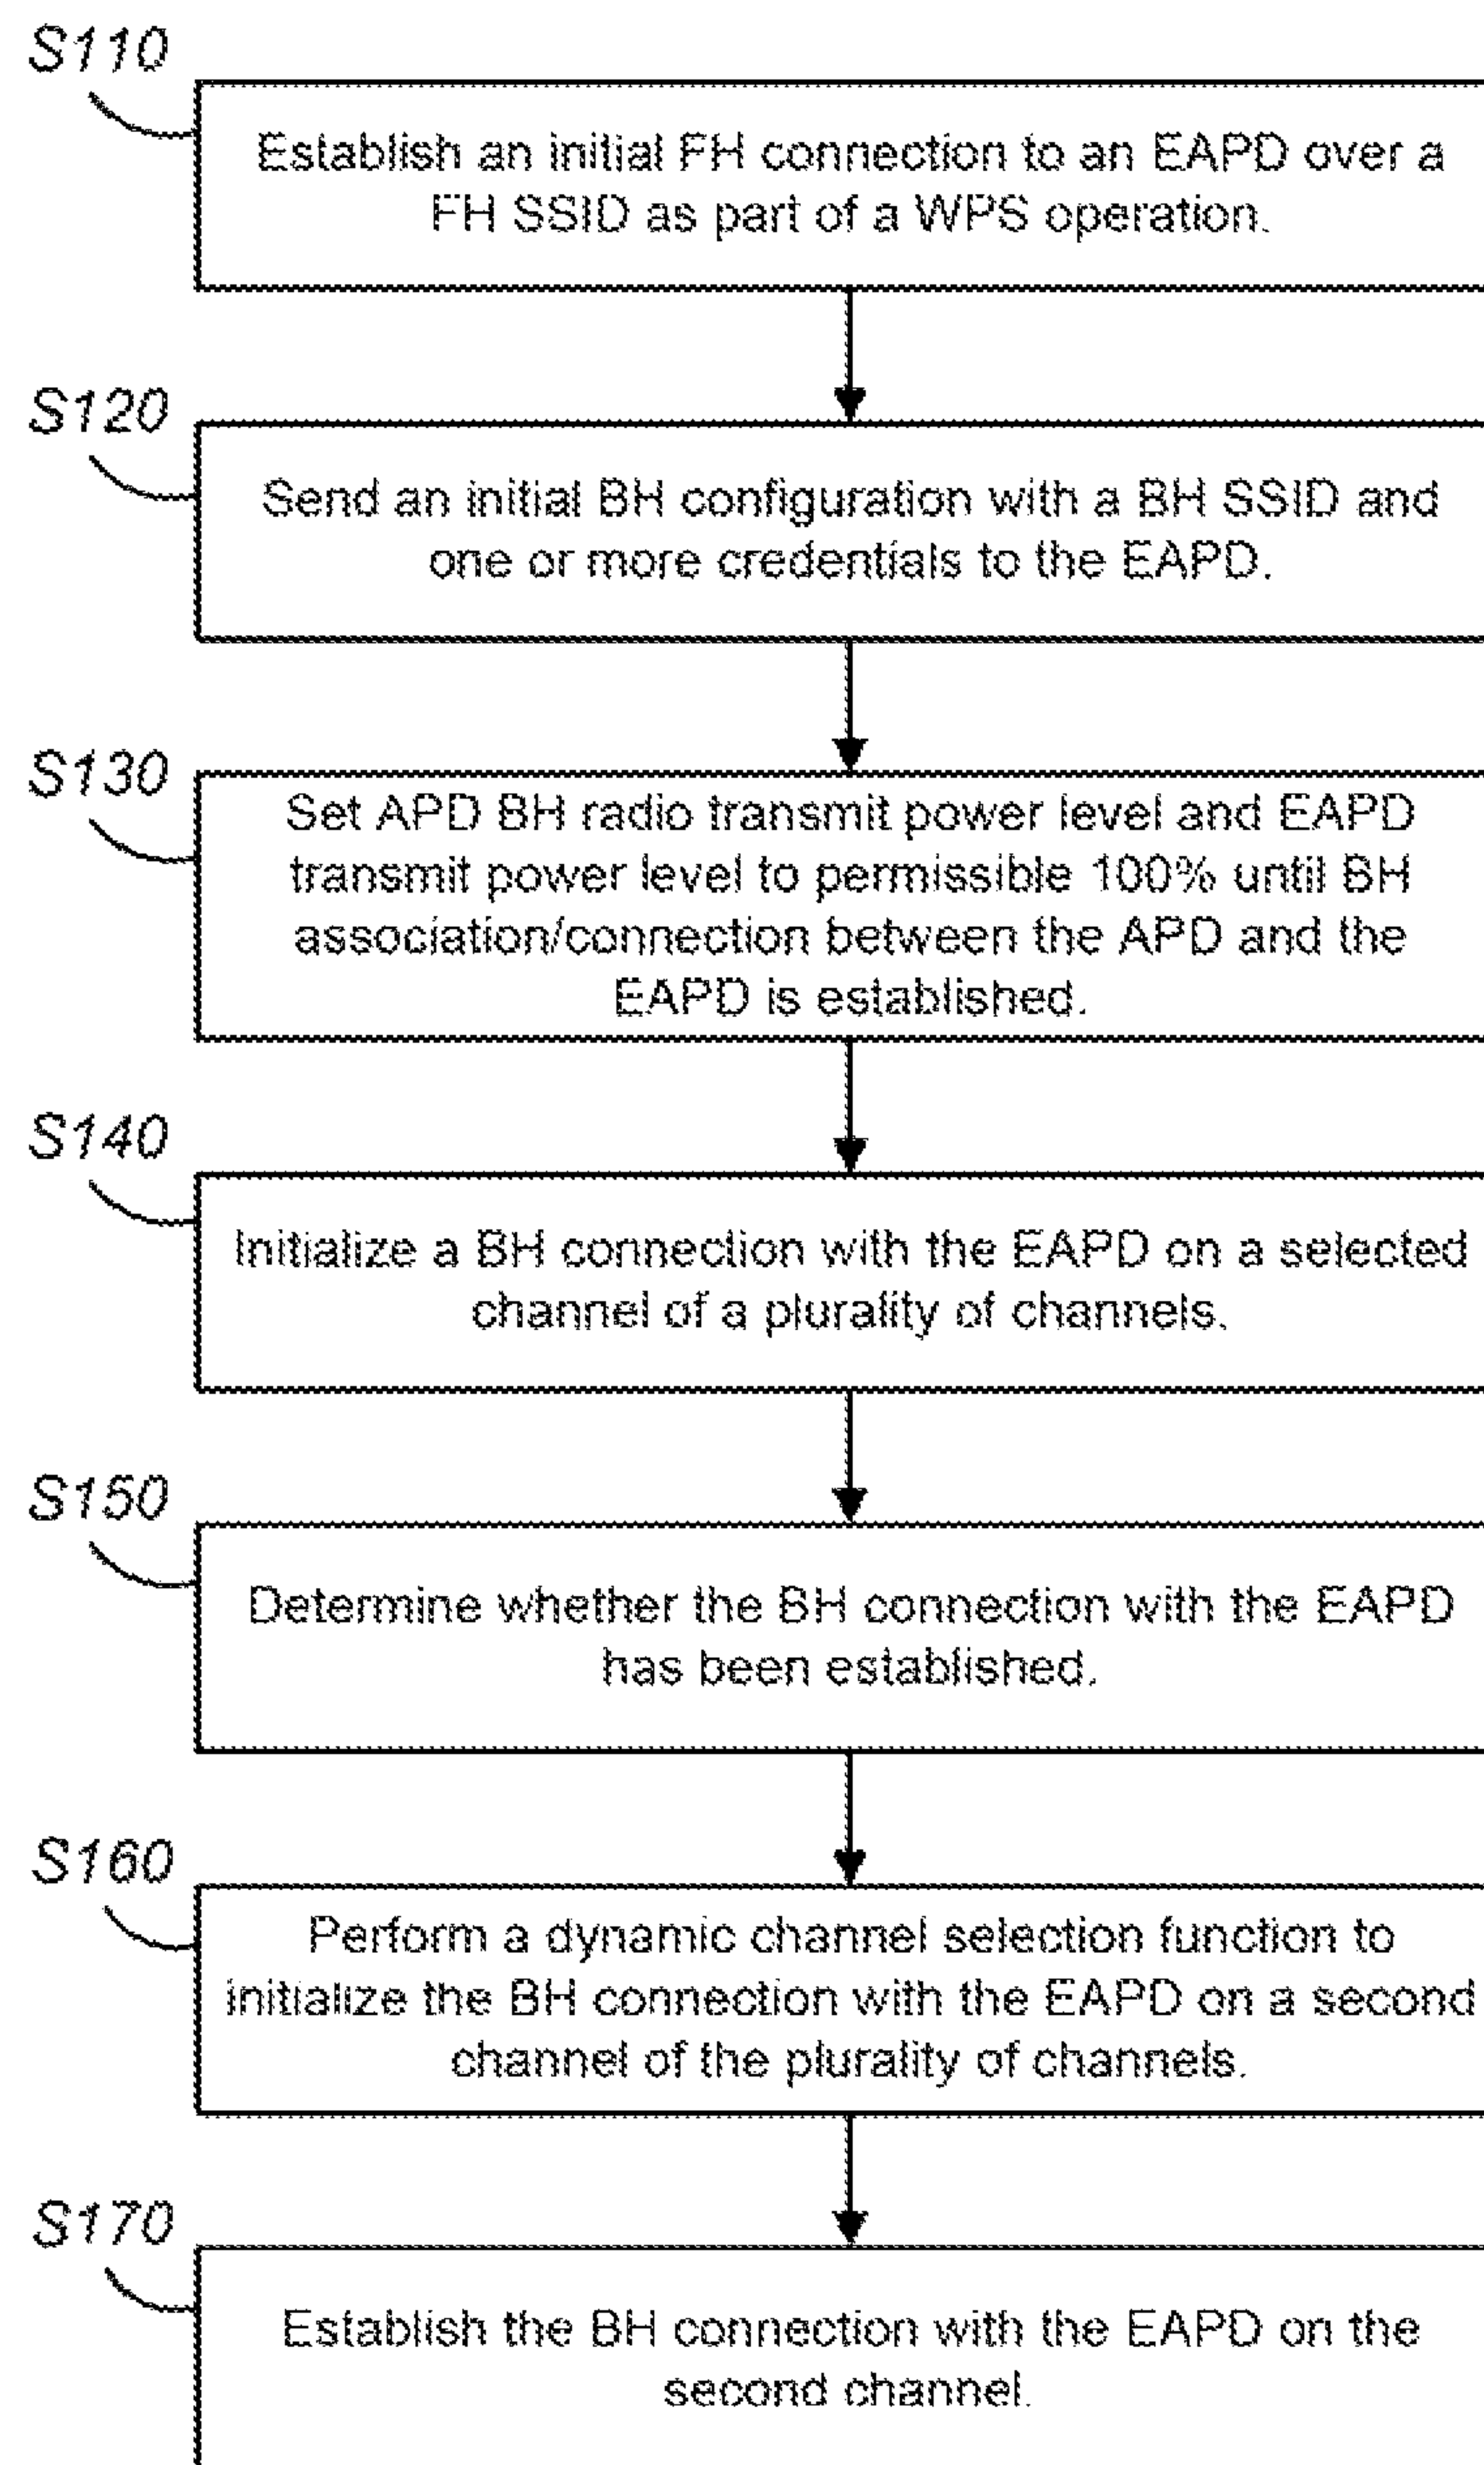 S110
Establish an initial FH connection to an EAPD over a
FH SSID as part of a WPS operation.
S120
Send an initial BH configuration with a BH SSID and
one or more credentials to the EAPD.
S130
Set APD BH radio transmit power level and EAPD
transmit power level to permissible 100% until BH
association/connection between the APD and the
EAPD is established.
S140
Initialize a BH connection with the EAPD on a selected
channel of a plurality of channels.
S150
Determine whether the BH connection with the EAPD
has been established.
S160
Perform a dynamic channel selection function to
initialize the BH connection with the EAPD on a second
channel of the plurality of channels.
S170
Establish the BH connection with the EAPD on the
second channel.